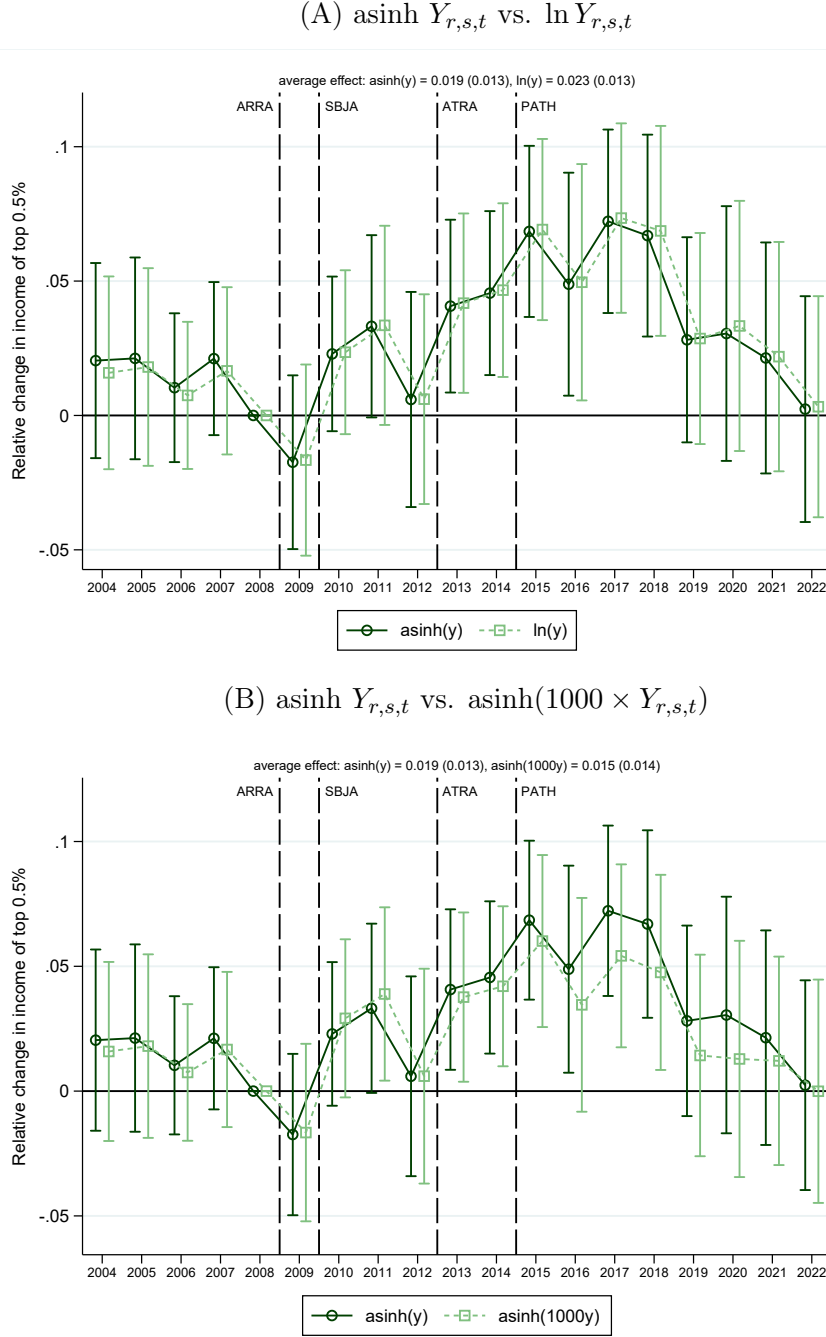 (A) asinh Y_{r,s,t} vs. ln Y_{r,s,t}
average effect: asinh(y) = 0.019 (0.013), ln(y) = 0.023 (0.013)
ARRA SBJA ATRA PATH
Relative change in income of top 0.5%
.1
.05
0
-.05
2004 2005 2006 2007 2008 2009 2010 2011 2012 2013 2014 2015 2016 2017 2018 2019 2020 2021 2022
asinh(y) ln(y)
(B) asinh Y_{r,s,t} vs. asinh(1000 × Y_{r,s,t})
average effect: asinh(y) = 0.019 (0.013), asinh(1000y) = 0.015 (0.014)
ARRA SBJA ATRA PATH
Relative change in income of top 0.5%
.1
.05
0
-.05
2004 2005 2006 2007 2008 2009 2010 2011 2012 2013 2014 2015 2016 2017 2018 2019 2020 2021 2022
asinh(y) asinh(1000y)